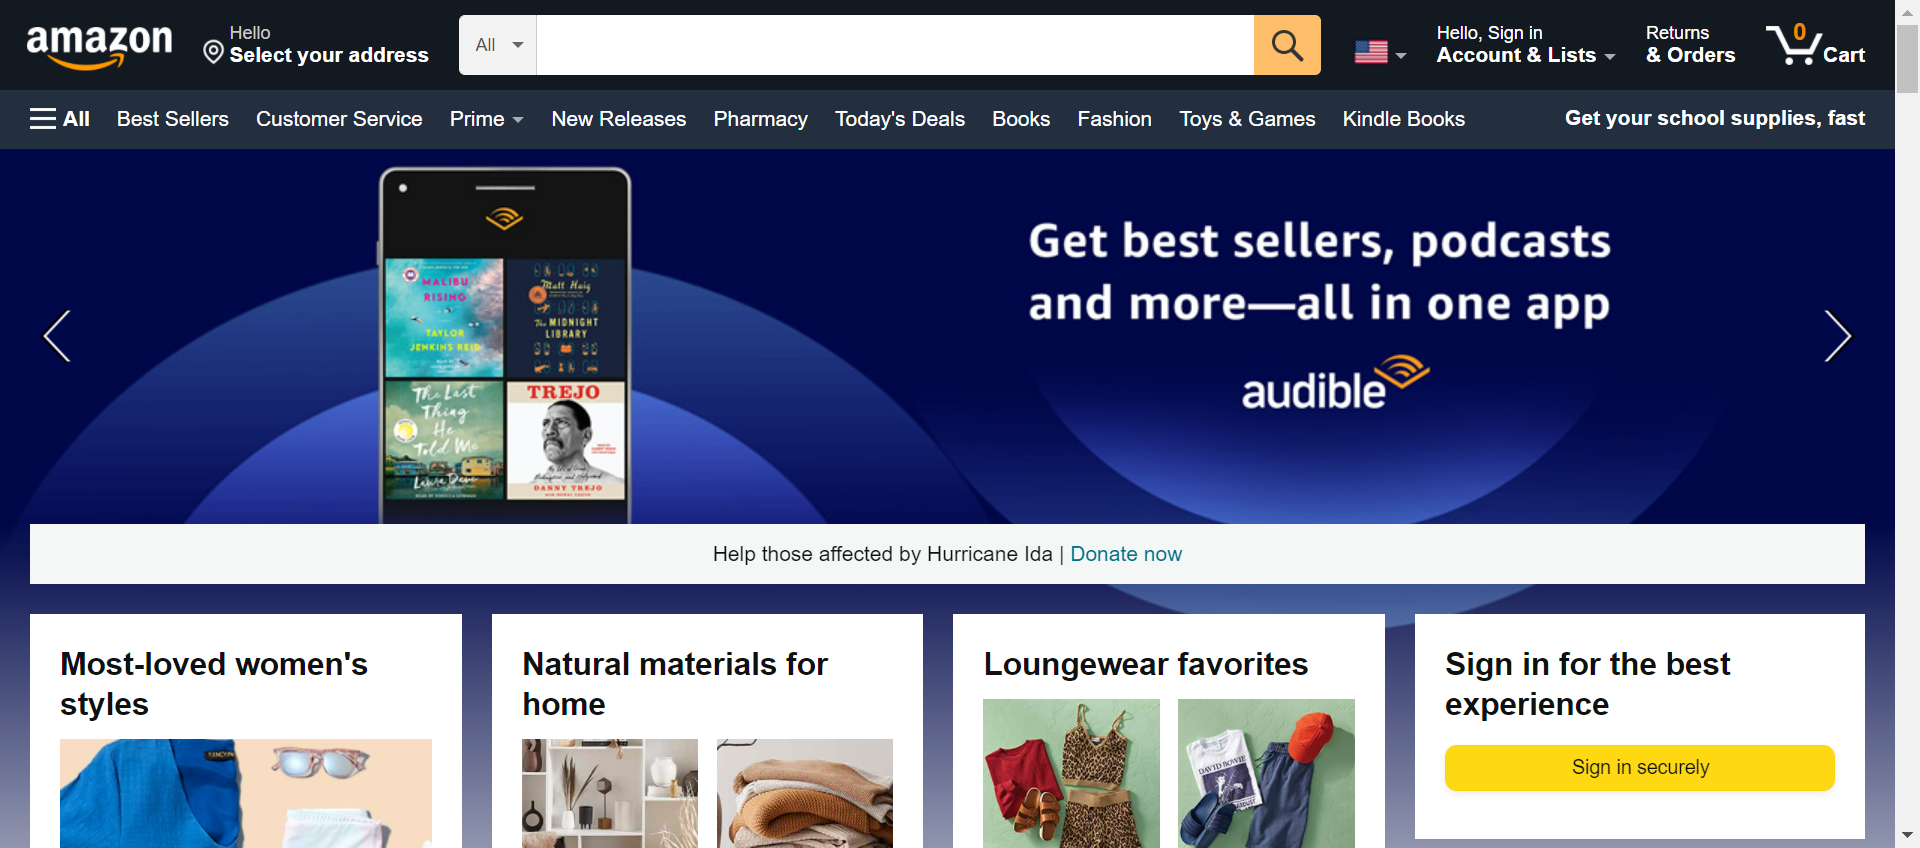 amazon
Hello
Select your address
All
Hello, Sign in
Account & Lists
Returns
& Orders
0
Cart
All
Best Sellers
Customer Service
Prime
New Releases
Pharmacy
Today's Deals
Books
Fashion
Toys & Games
Kindle Books
Get your school supplies, fast
MALIBU
RISING
TAYLOR
JENKINS REID
Matt Haig
The MIDNIGHT
LIBRARY
The Last
Thing
He
Told Me
Laura Dave
TREJO
DANNY TREJO
Get best sellers, podcasts
and more—all in one app
audible
Help those affected by Hurricane Ida | Donate now
Most-loved women's
styles
Natural materials for
home
Loungewear favorites
DAVID BOWIE
Sign in for the best
experience
Sign in securely